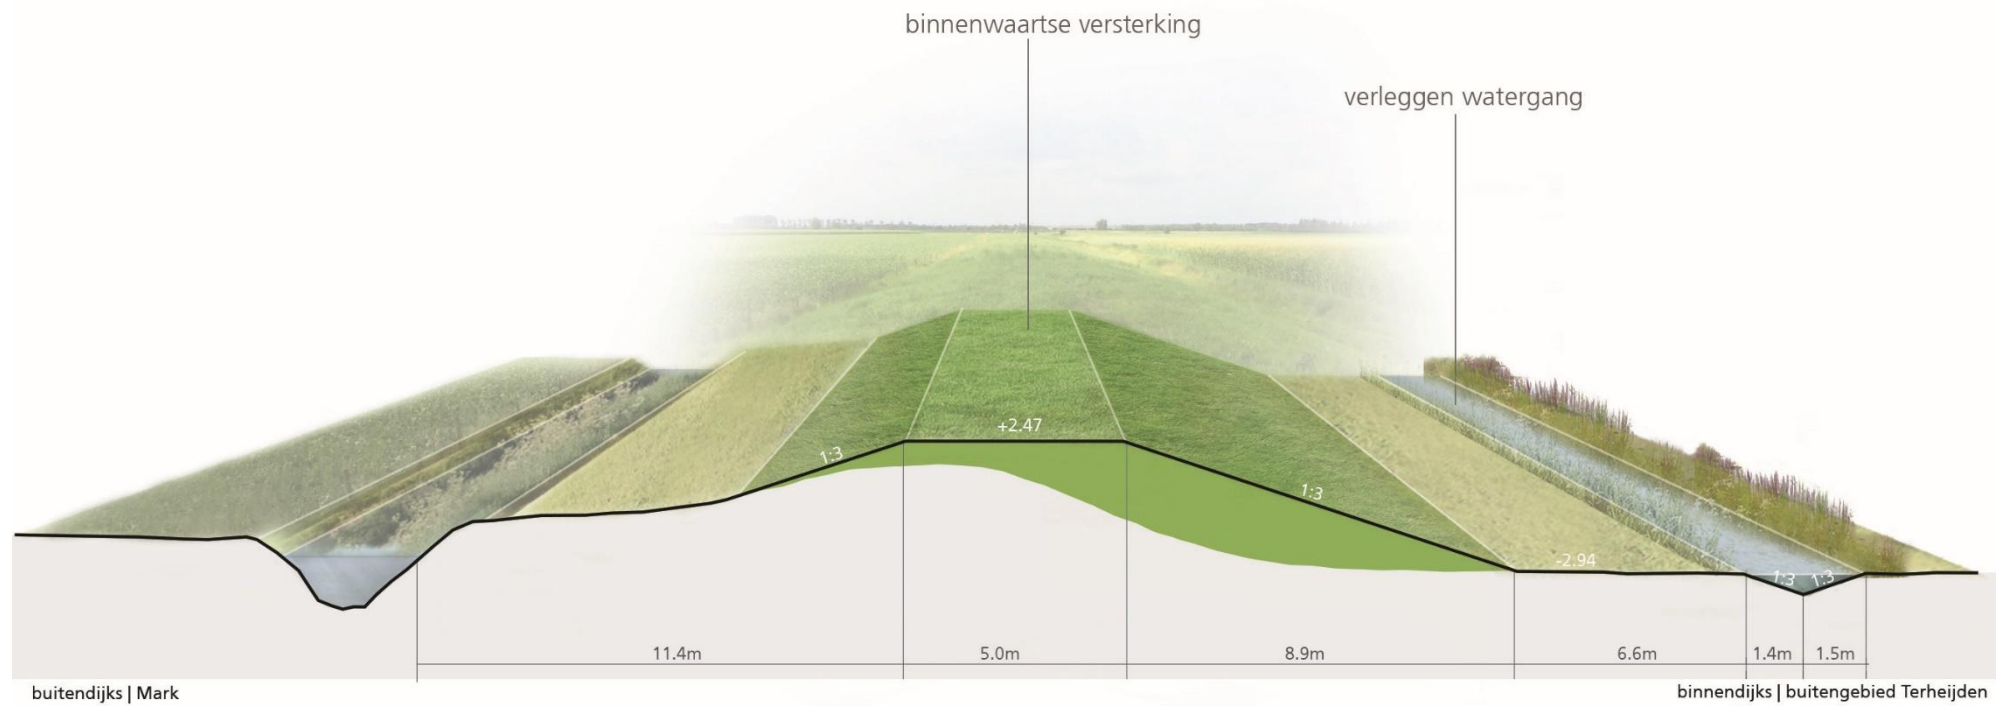 binnenwaartse versterking
verleggen watergang
+2.47
1:3
1:3
-2.94
1:3
1:3
11.4m
5.0m
8.9m
6.6m
1.4m
1.5m
buitendijks | Mark
binnendijks | buitengebied Terheijden